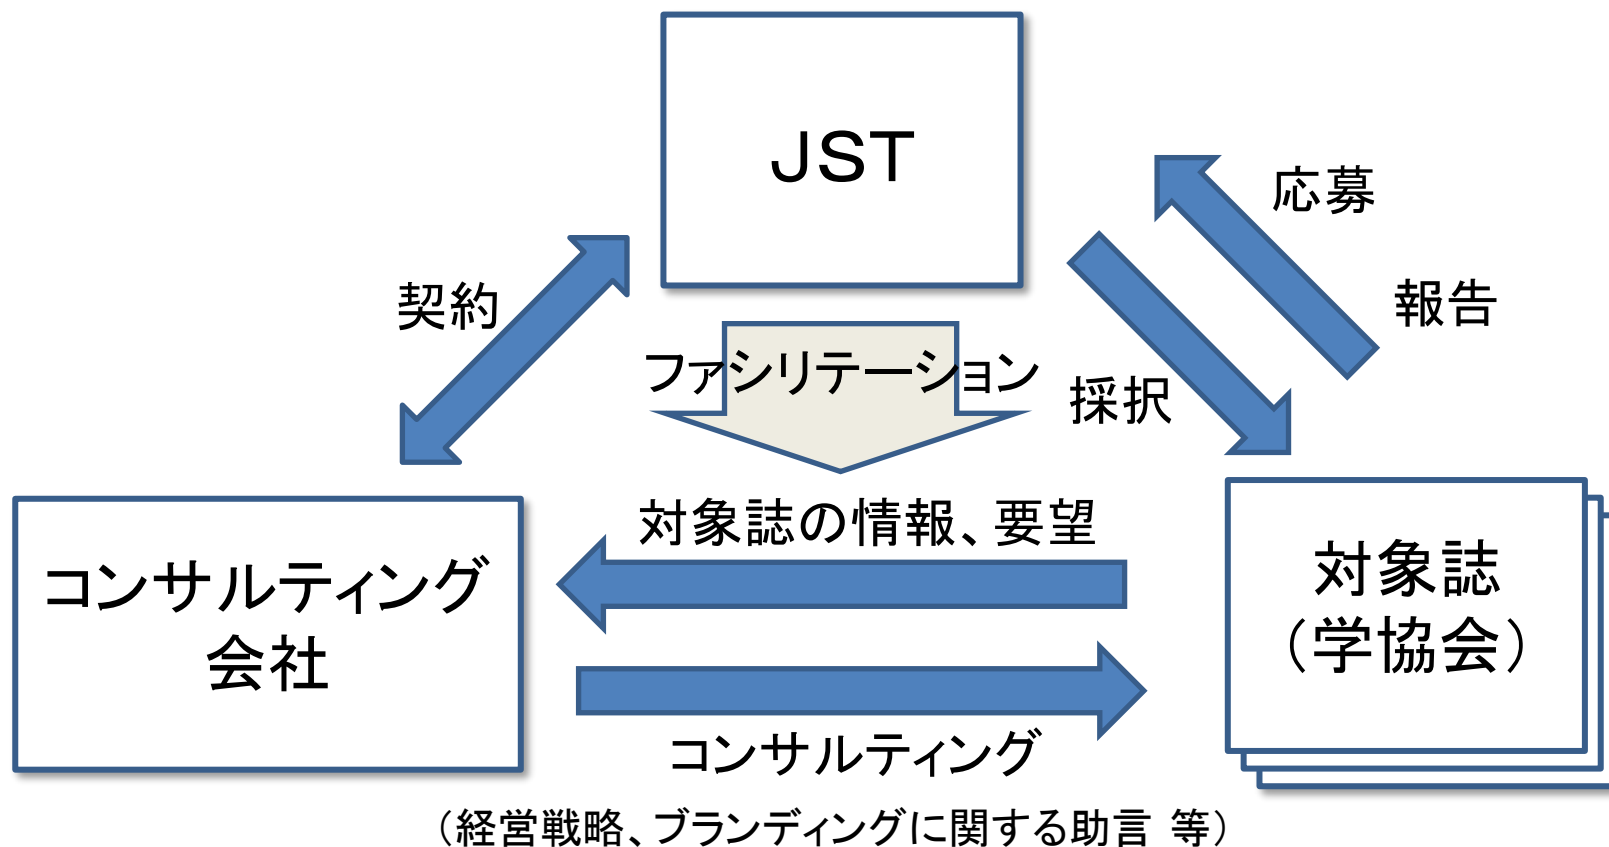 JST
応募
報告
契約
ファシリテーション
採択
対象誌の情報、要望
コンサルティング
会社
対象誌
（学協会）
コンサルティング
（経営戦略、ブランディングに関する助言 等）